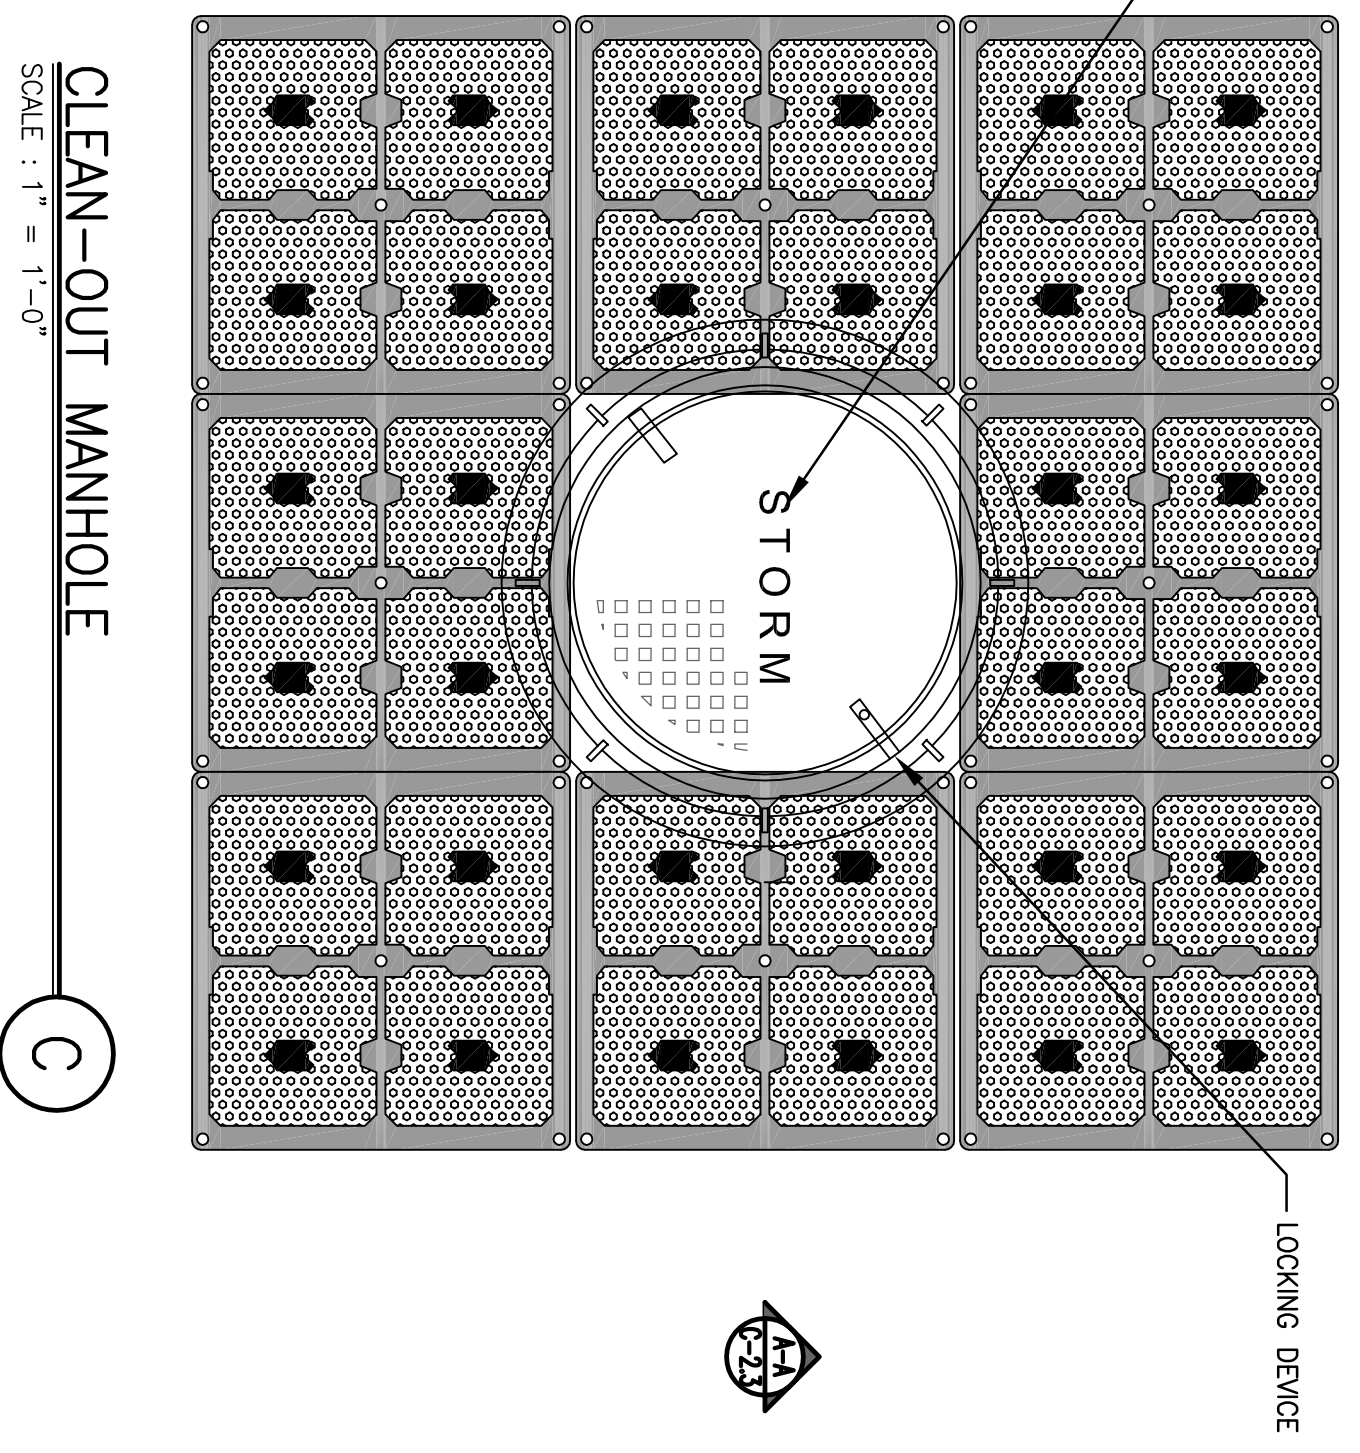 STORM
LOCKING DEVICE
A-A
C-2.3
CLEAN-OUT MANHOLE
SCALE : 1" = 1'-0"
C